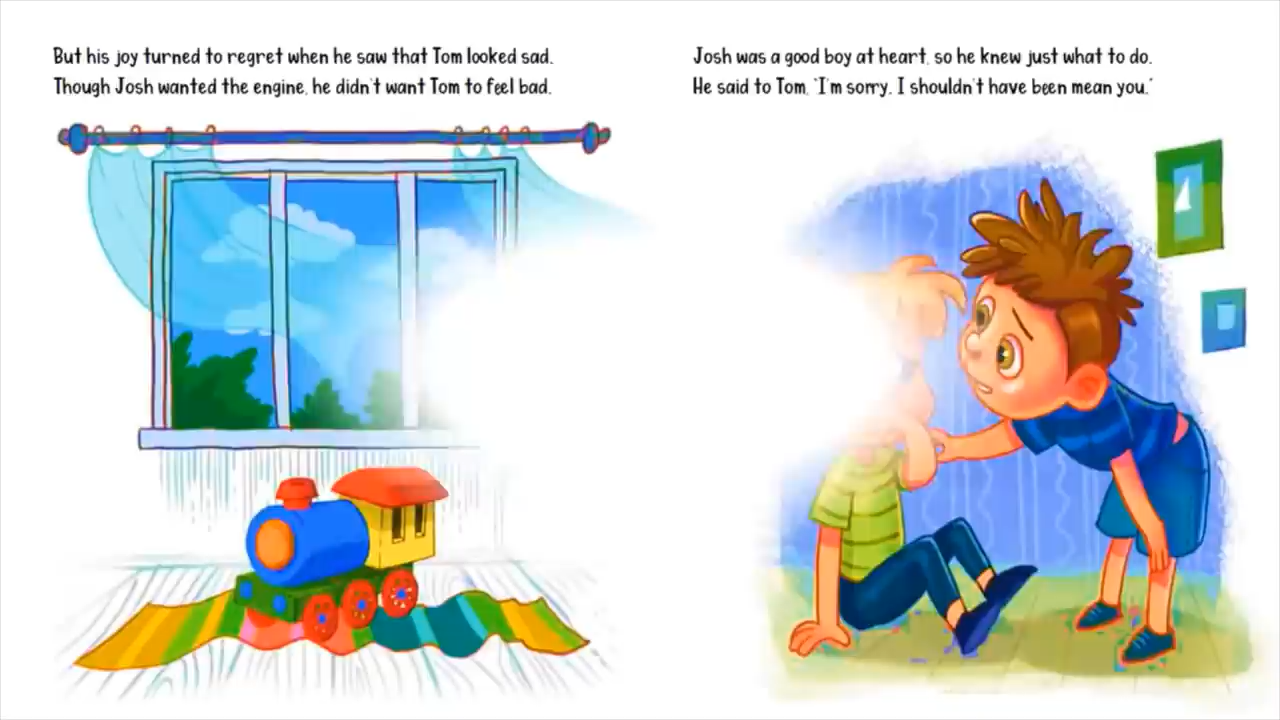 But his joy turned to regret when he saw that Tom looked sad.
Though Josh wanted the engine, he didn't want Tom to feel bad.
Josh was a good boy at heart, so he knew just what to do.
He said to Tom, "I'm sorry. I shouldn't have been mean you."